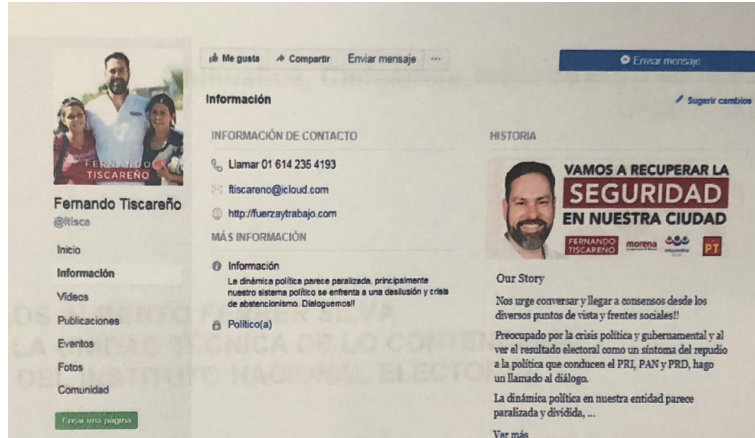 Me gusta
Compartir
Enviar mensaje
Enviar mensaje
Información
Sugerir cambios
FERNANDO
TISCAREÑO
Fernando Tiscareño
@ftisca
Inicio
Información
Vídeos
Publicaciones
Eventos
Fotos
Comunidad
Crear una página
INFORMACIÓN DE CONTACTO
Llamar 01 614 235 4193
ftiscareno@icloud.com
http://fuerzaytrabajo.com
MÁS INFORMACIÓN
Información
La dinámica política parece paralizada, principalmente
nuestro sistema político se enfrenta a una desilusión y crisis
de abstencionismo. Dialoguemos!!
Político(a)
HISTORIA
VAMOS A RECUPERAR LA
SEGURIDAD
EN NUESTRA CIUDAD
FERNANDO
TISCAREÑO
morena
PT
Our Story
Nos urge conversar y llegar a consensos desde los
diversos puntos de vista y frentes sociales!!
Preocupado por la crisis política y gubernamental y al
ver el resultado electoral como un síntoma del repudio
a la política que conducen el PRI, PAN y PRD, hago
un llamado al diálogo.
La dinámica política en nuestra entidad parece
paralizada y dividida, ...
Ver más